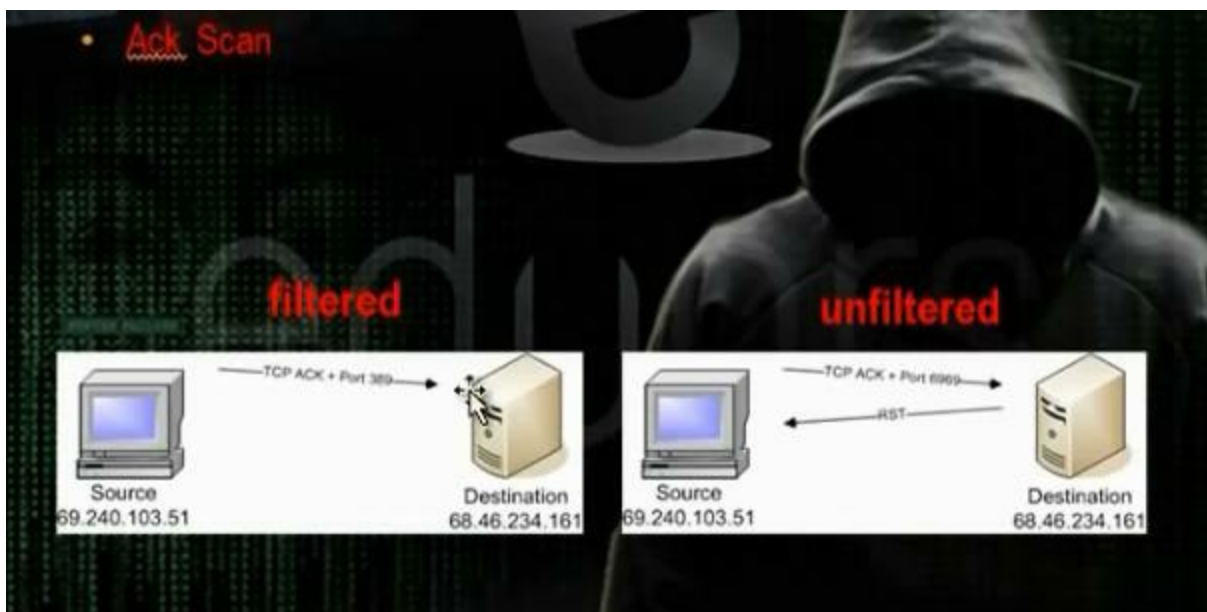 • Ack Scan
filtered
unfiltered
TCP ACK + Port 389
Source
69.240.103.51
Destination
68.46.234.161
TCP ACK + Port 6969
RST
Source
69.240.103.51
Destination
68.46.234.161